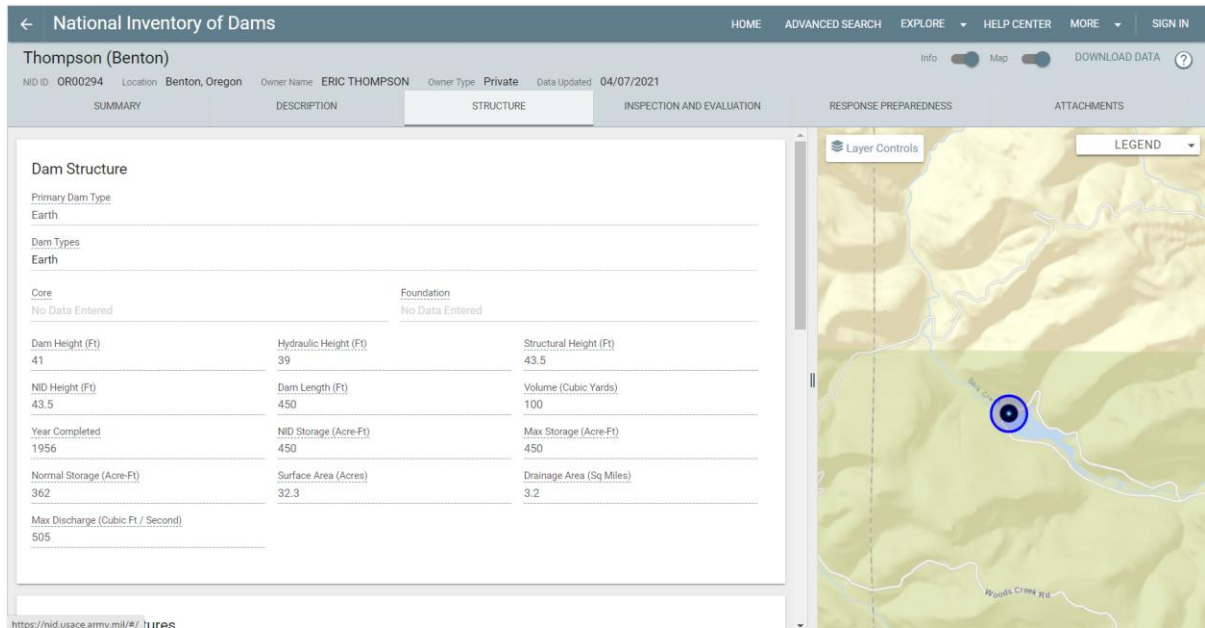 National Inventory of Dams
HOME ADVANCED SEARCH EXPLORE HELP CENTER MORE SIGN IN
Thompson (Benton)
Info Map DOWNLOAD DATA ?
NID ID OR00294 Location Benton, Oregon Owner Name ERIC THOMPSON Owner Type Private Data Updated 04/07/2021
SUMMARY DESCRIPTION STRUCTURE INSPECTION AND EVALUATION RESPONSE PREPAREDNESS ATTACHMENTS
Layer Controls
LEGEND
Dam Structure
Primary Dam Type
Earth
Dam Types
Earth
Core Foundation
No Data Entered No Data Entered
Dam Height (Ft) Hydraulic Height (Ft) Structural Height (Ft)
41 39 43.5
NID Height (Ft) Dam Length (Ft) Volume (Cubic Yards)
43.5 450 100
Year Completed NID Storage (Acre-Ft) Max Storage (Acre-Ft)
1956 450 450
Normal Storage (Acre-Ft) Surface Area (Acres) Drainage Area (Sq Miles)
362 32.3 3.2
Max Discharge (Cubic Ft / Second)
505
Woods Creek Rd
https://nid.usace.army.mil/#/ tures